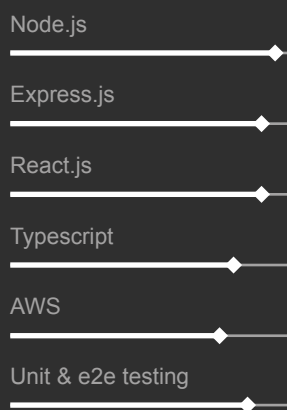 Node.js
Express.js
React.js
Typescript
AWS
Unit & e2e testing